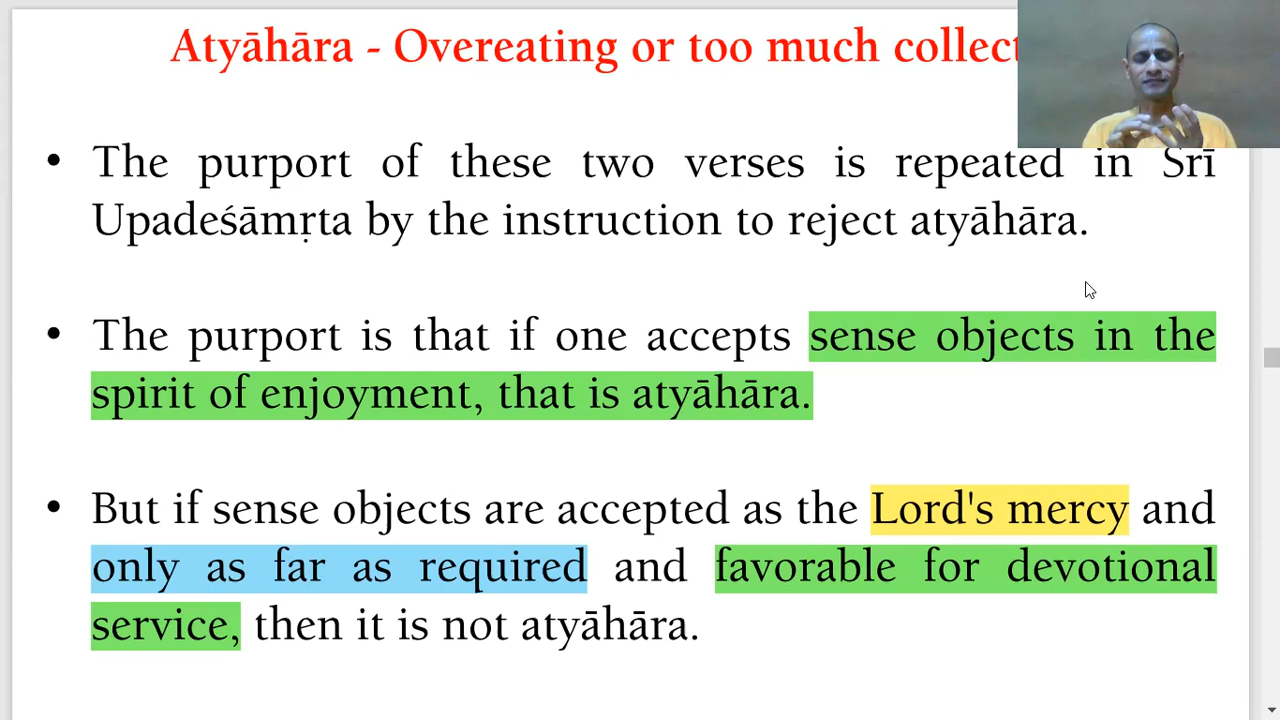 Atyāhāra - Overeating or too much collect
• The purport of these two verses is repeated in Śrī
Upadeśāmṛta by the instruction to reject atyāhāra.
• The purport is that if one accepts sense objects in the
spirit of enjoyment, that is atyāhāra.
• But if sense objects are accepted as the Lord's mercy and
only as far as required and favorable for devotional
service, then it is not atyāhāra.